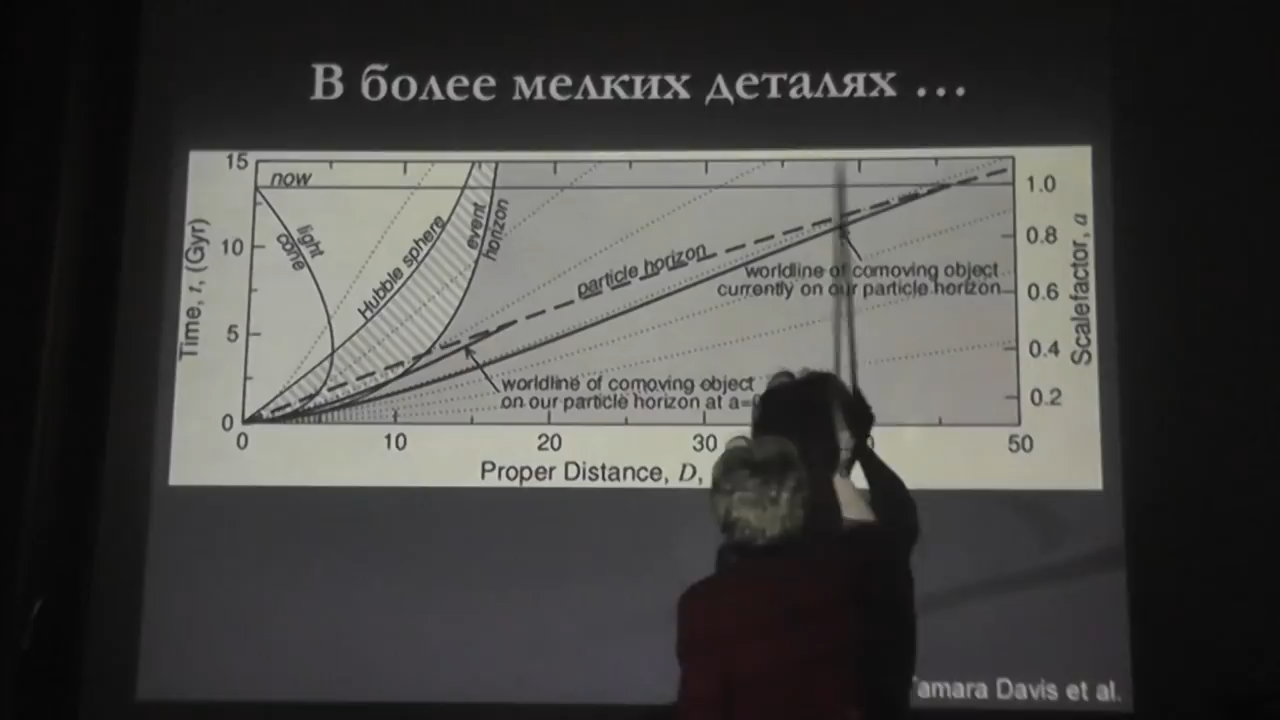 В более мелких деталях ...
15
now
1.0
light
cone
Hubble sphere
event
horizon
particle horizon
10
0.8
worldline of comoving object
currently on our particle horizon
0.6
Time, t, (Gyr)
Scalefactor, a
5
0.4
worldline of comoving object
on our particle horizon at a=
0.2
0
0
10
20
30
50
Proper Distance, D,
amara Davis et al.